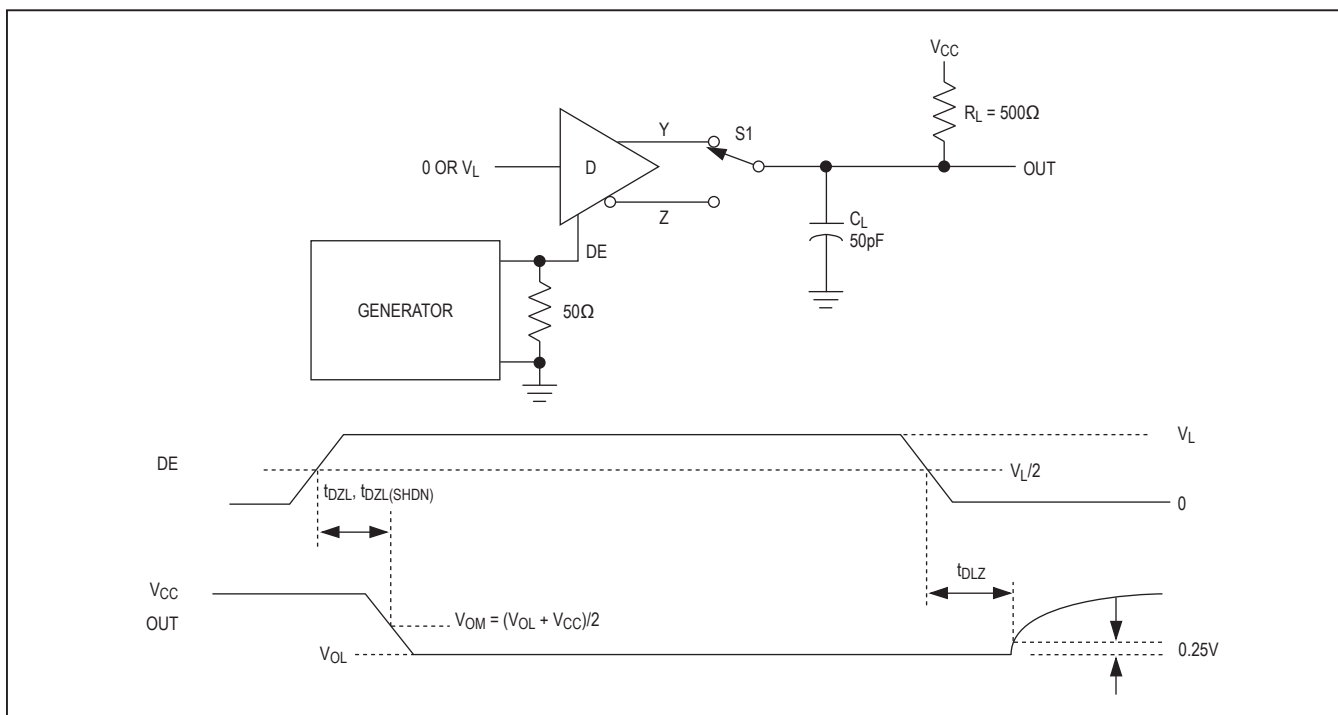 V_CC
R_L = 500Ω
Y
S1
0 OR V_L
D
OUT
Z
C_L
50pF
DE
GENERATOR
50Ω
V_L
DE
V_L/2
t_DZL, t_DZL(SHDN)
0
t_DLZ
V_CC
OUT
V_OM = (V_OL + V_CC)/2
V_OL
0.25V